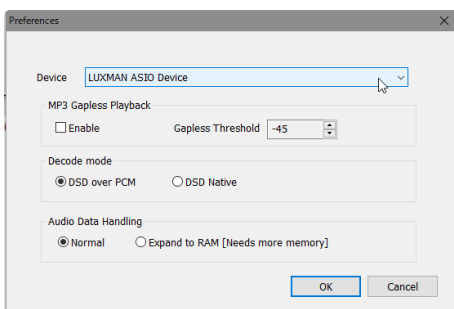 Preferences
Device LUXMAN ASIO Device
MP3 Gapless Playback
Enable Gapless Threshold -45
Decode mode
DSD over PCM DSD Native
Audio Data Handling
Normal Expand to RAM [Needs more memory]
OK Cancel